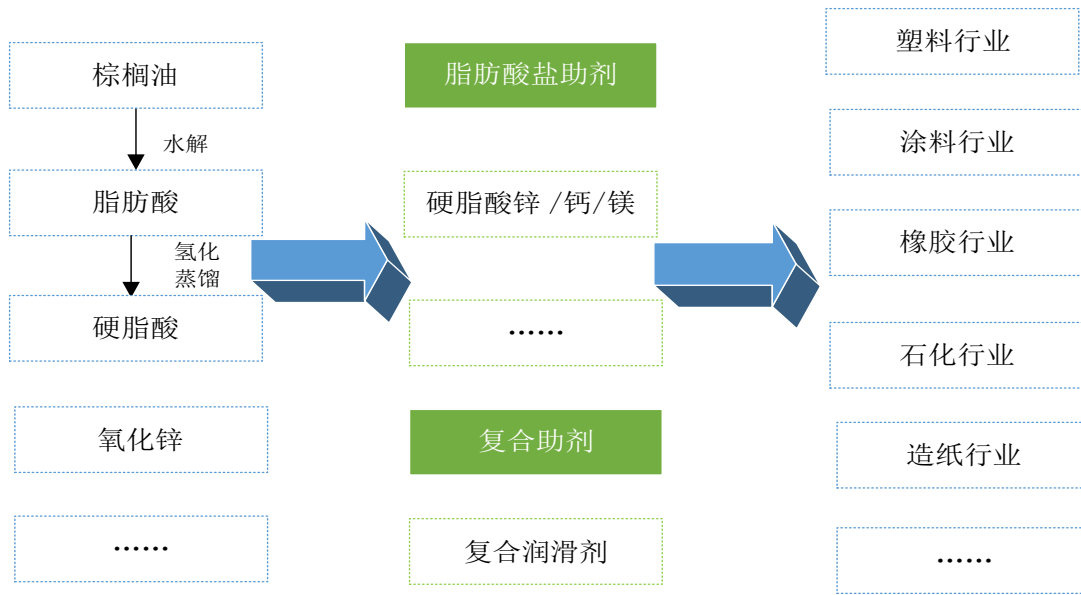 棕榈油
水解
脂肪酸
氢化
蒸馏
硬脂酸
氧化锌
……
脂肪酸盐助剂
硬脂酸锌 /钙/镁
……
复合助剂
复合润滑剂
塑料行业
涂料行业
橡胶行业
石化行业
造纸行业
……